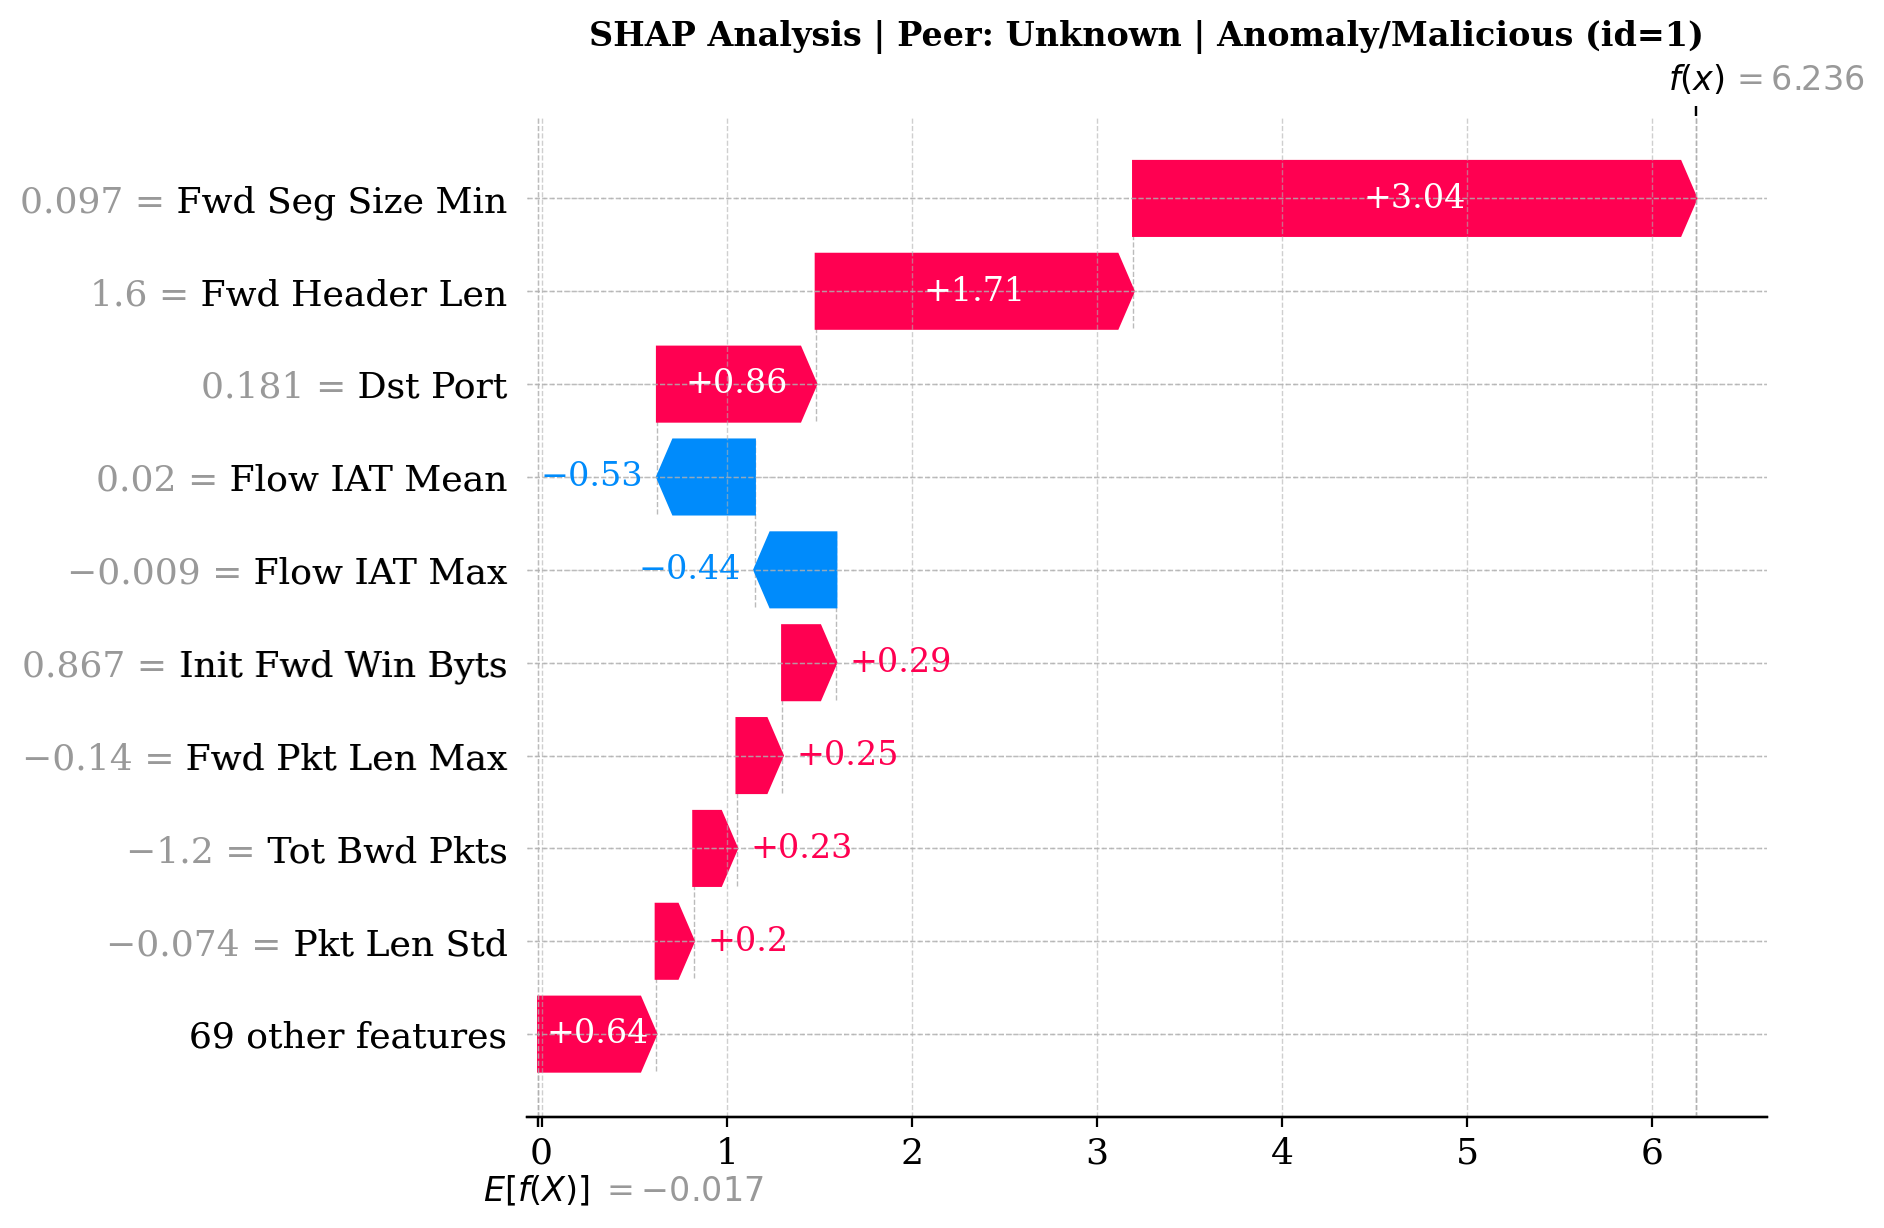 SHAP Analysis | Peer: Unknown | Anomaly/Malicious (id=1)
f(x) = 6.236
0.097 = Fwd Seg Size Min +3.04
1.6 = Fwd Header Len +1.71
0.181 = Dst Port +0.86
0.02 = Flow IAT Mean −0.53
−0.009 = Flow IAT Max −0.44
0.867 = Init Fwd Win Byts +0.29
−0.14 = Fwd Pkt Len Max +0.25
−1.2 = Tot Bwd Pkts +0.23
−0.074 = Pkt Len Std +0.2
69 other features +0.64
0 1 2 3 4 5 6
E[f(X)] = −0.017